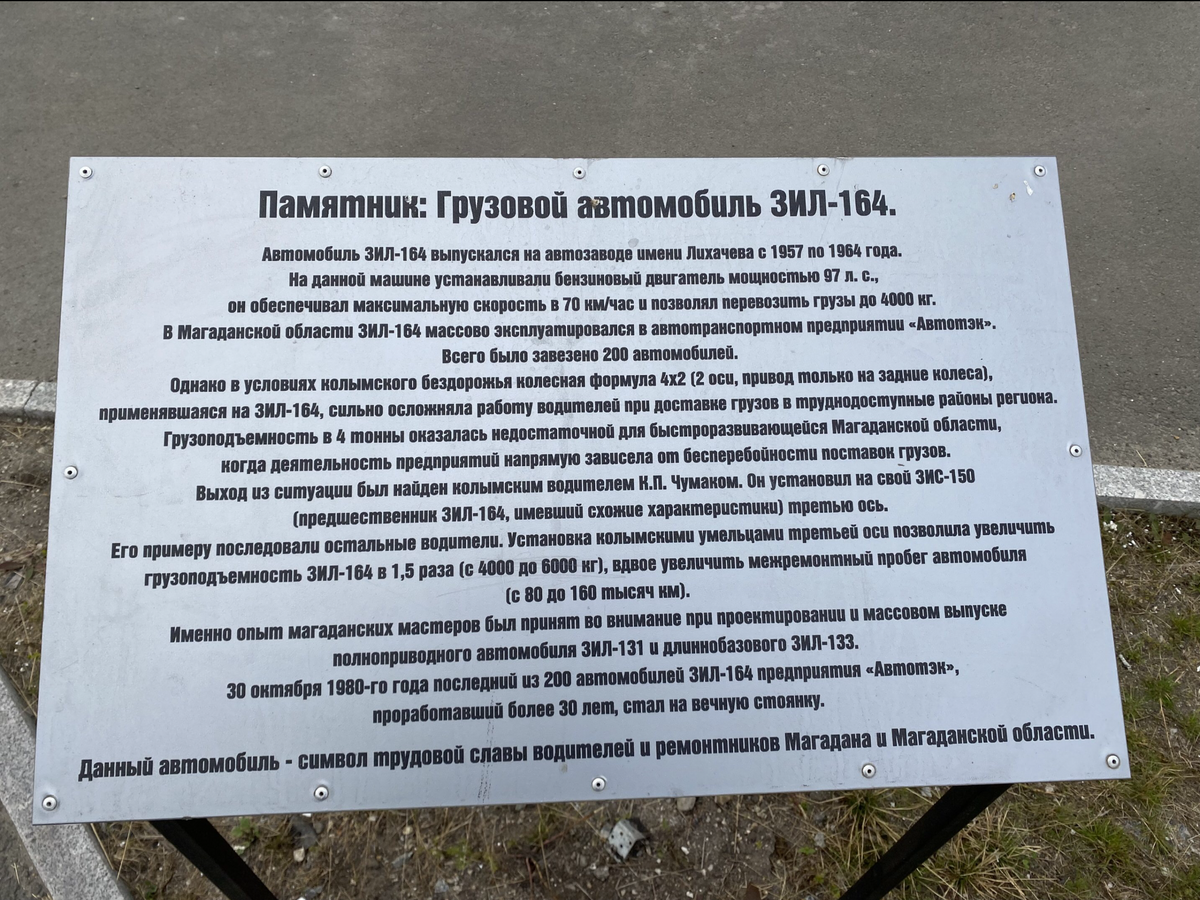 Памятник: Грузовой автомобиль ЗИЛ-164.
Автомобиль ЗИЛ-164 выпускался на автозаводе имени Лихачева с 1957 по 1964 года.
На данной машине устанавливали бензиновый двигатель мощностью 97 л. с.,
он обеспечивал максимальную скорость в 70 км/час и позволял перевозить грузы до 4000 кг.
В Магаданской области ЗИЛ-164 массово эксплуатировался в автотранспортном предприятии «Автотэк».
Всего было завезено 200 автомобилей.
Однако в условиях колымского бездорожья колесная формула 4х2 (2 оси, привод только на задние колеса),
применявшаяся на ЗИЛ-164, сильно осложняла работу водителей при доставке грузов в труднодоступные районы региона.
Грузоподъемность в 4 тонны оказалась недостаточной для быстроразвивающейся Магаданской области,
когда деятельность предприятий напрямую зависела от бесперебойности поставок грузов.
Выход из ситуации был найден колымским водителем К.П. Чумаком. Он установил на свой ЗИС-150
(предшественник ЗИЛ-164, имевший схожие характеристики) третью ось.
Его примеру последовали остальные водители. Установка колымскими умельцами третьей оси позволила увеличить
грузоподъемность ЗИЛ-164 в 1,5 раза (с 4000 до 6000 кг), вдвое увеличить межремонтный пробег автомобиля
(с 80 до 160 тысяч км).
Именно опыт магаданских мастеров был принят во внимание при проектировании и массовом выпуске
полноприводного автомобиля ЗИЛ-131 и длиннобазового ЗИЛ-133.
30 октября 1980-го года последний из 200 автомобилей ЗИЛ-164 предприятия «Автотэк»,
проработавший более 30 лет, стал на вечную стоянку.
Данный автомобиль - символ трудовой славы водителей и ремонтников Магадана и Магаданской области.